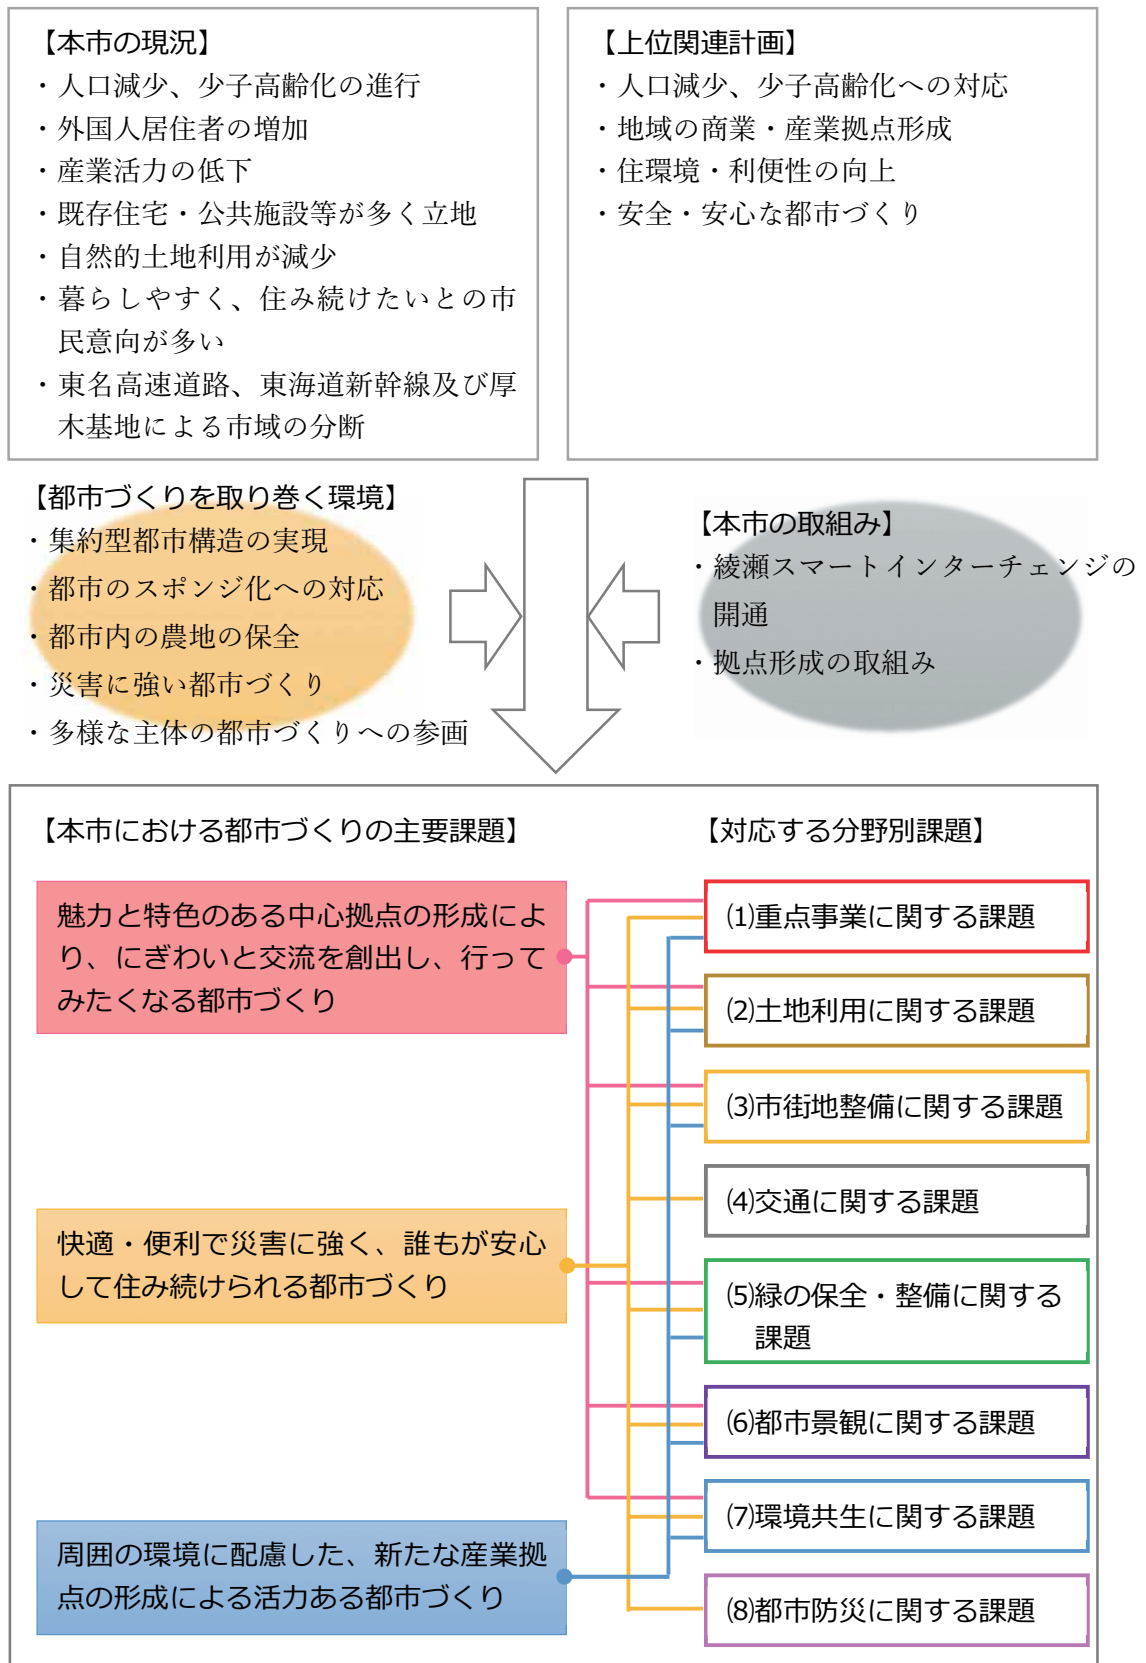 【本市の現況】
・人口減少、少子高齢化の進行
・外国人居住者の増加
・産業活力の低下
・既存住宅・公共施設等が多く立地
・自然的土地利用が減少
・暮らしやすく、住み続けたいとの市
民意向が多い
・東名高速道路、東海道新幹線及び厚
木基地による市域の分断
【上位関連計画】
・人口減少、少子高齢化への対応
・地域の商業・産業拠点形成
・住環境・利便性の向上
・安全・安心な都市づくり
【都市づくりを取り巻く環境】
・集約型都市構造の実現
・都市のスポンジ化への対応
・都市内の農地の保全
・災害に強い都市づくり
・多様な主体の都市づくりへの参画
【本市の取組み】
・綾瀬スマートインターチェンジの
開通
・拠点形成の取組み
【本市における都市づくりの主要課題】
魅力と特色のある中心拠点の形成によ
り、にぎわいと交流を創出し、行って
みたくなる都市づくり
快適・便利で災害に強く、誰もが安心
して住み続けられる都市づくり
周囲の環境に配慮した、新たな産業拠
点の形成による活力ある都市づくり
【対応する分野別課題】
⑴重点事業に関する課題
⑵土地利用に関する課題
⑶市街地整備に関する課題
⑷交通に関する課題
⑸緑の保全・整備に関する
課題
⑹都市景観に関する課題
⑺環境共生に関する課題
⑻都市防災に関する課題